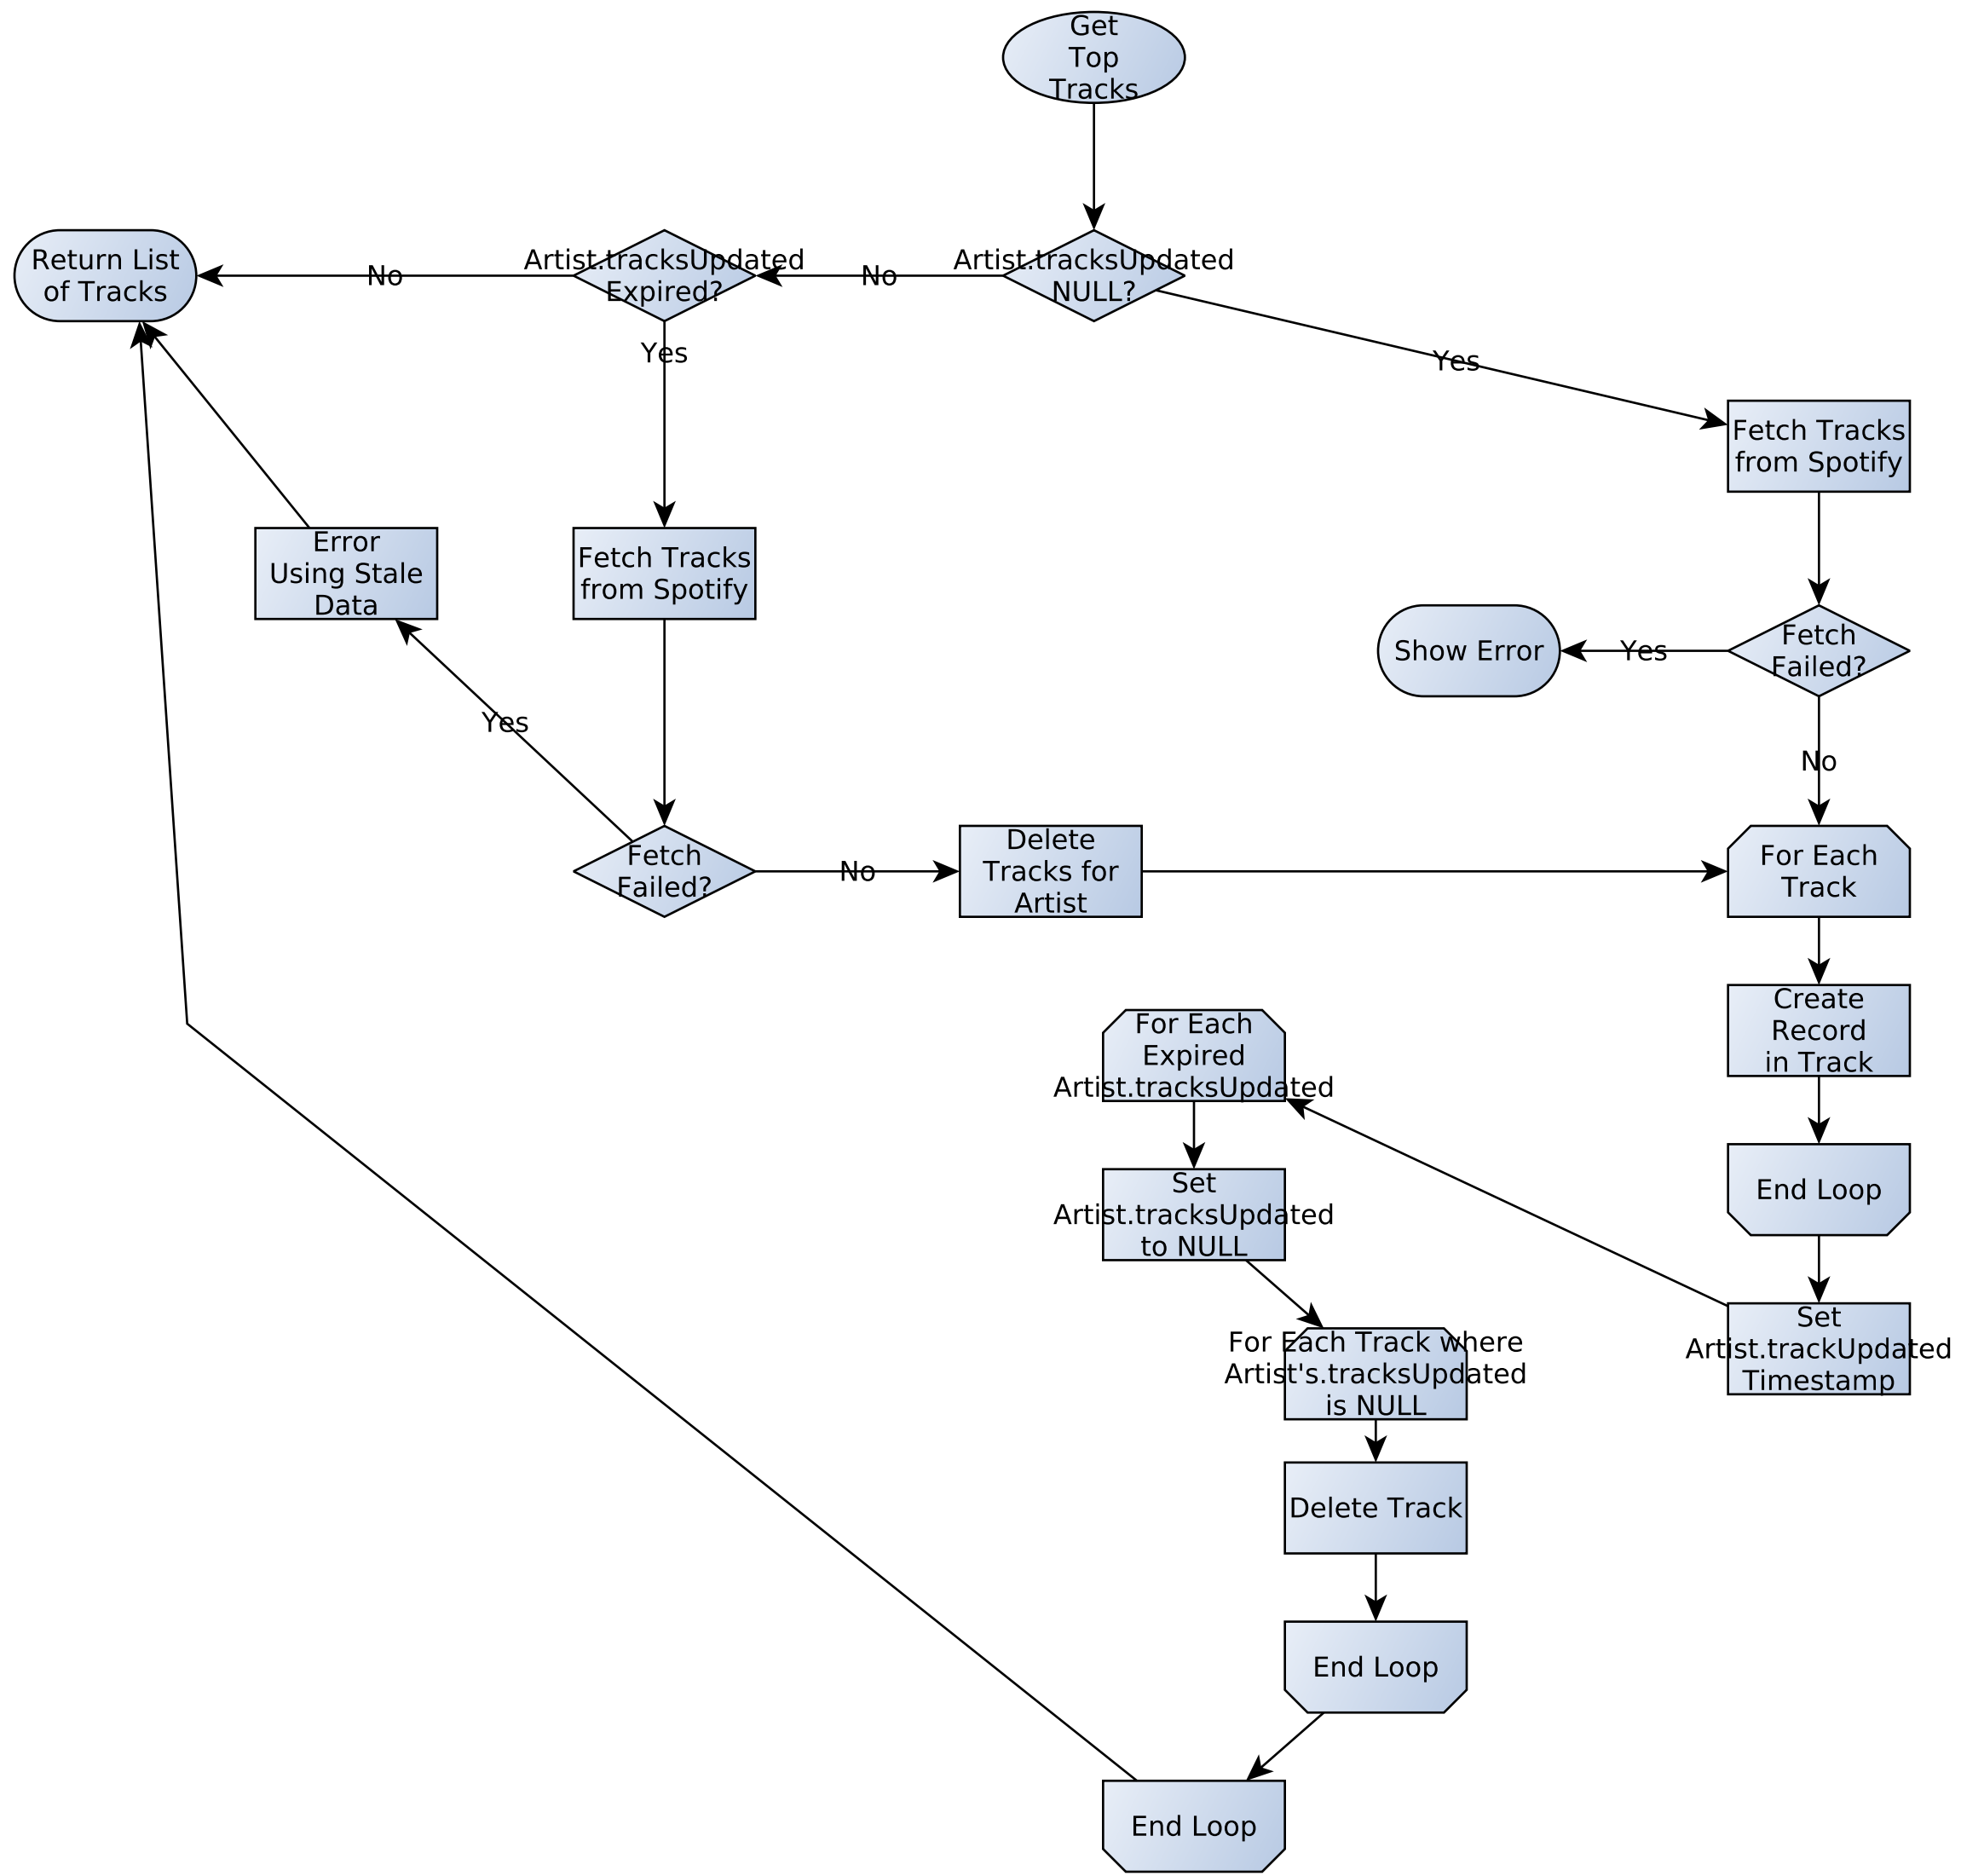 Get
Top
Tracks
Return List
of Tracks
No
Artist.tracksUpdated
Expired?
No
Artist.tracksUpdated
NULL?
Yes
Yes
Fetch Tracks
from Spotify
Error
Using Stale
Data
Fetch Tracks
from Spotify
Show Error
Yes
Fetch
Failed?
Yes
No
Fetch
Failed?
No
Delete
Tracks for
Artist
For Each
Track
Create
Record
in Track
For Each
Expired
Artist.tracksUpdated
End Loop
Set
Artist.tracksUpdated
to NULL
Set
Artist.trackUpdated
Timestamp
For Each Track where
Artist's.tracksUpdated
is NULL
Delete Track
End Loop
End Loop